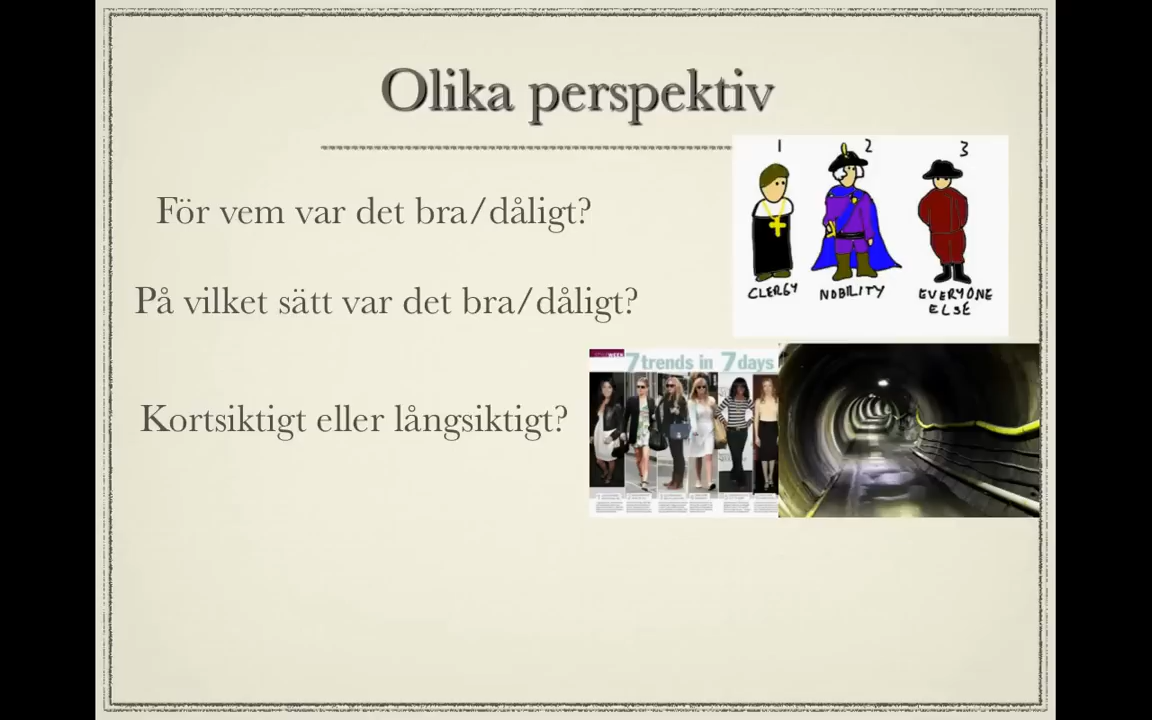 Olika perspektiv
För vem var det bra/dåligt?
På vilket sätt var det bra/dåligt?
Kortsiktigt eller långsiktigt?
1 2 3
CLERGY NOBILITY EVERYONE
ELSE
WEEK
7 trends in 7 days